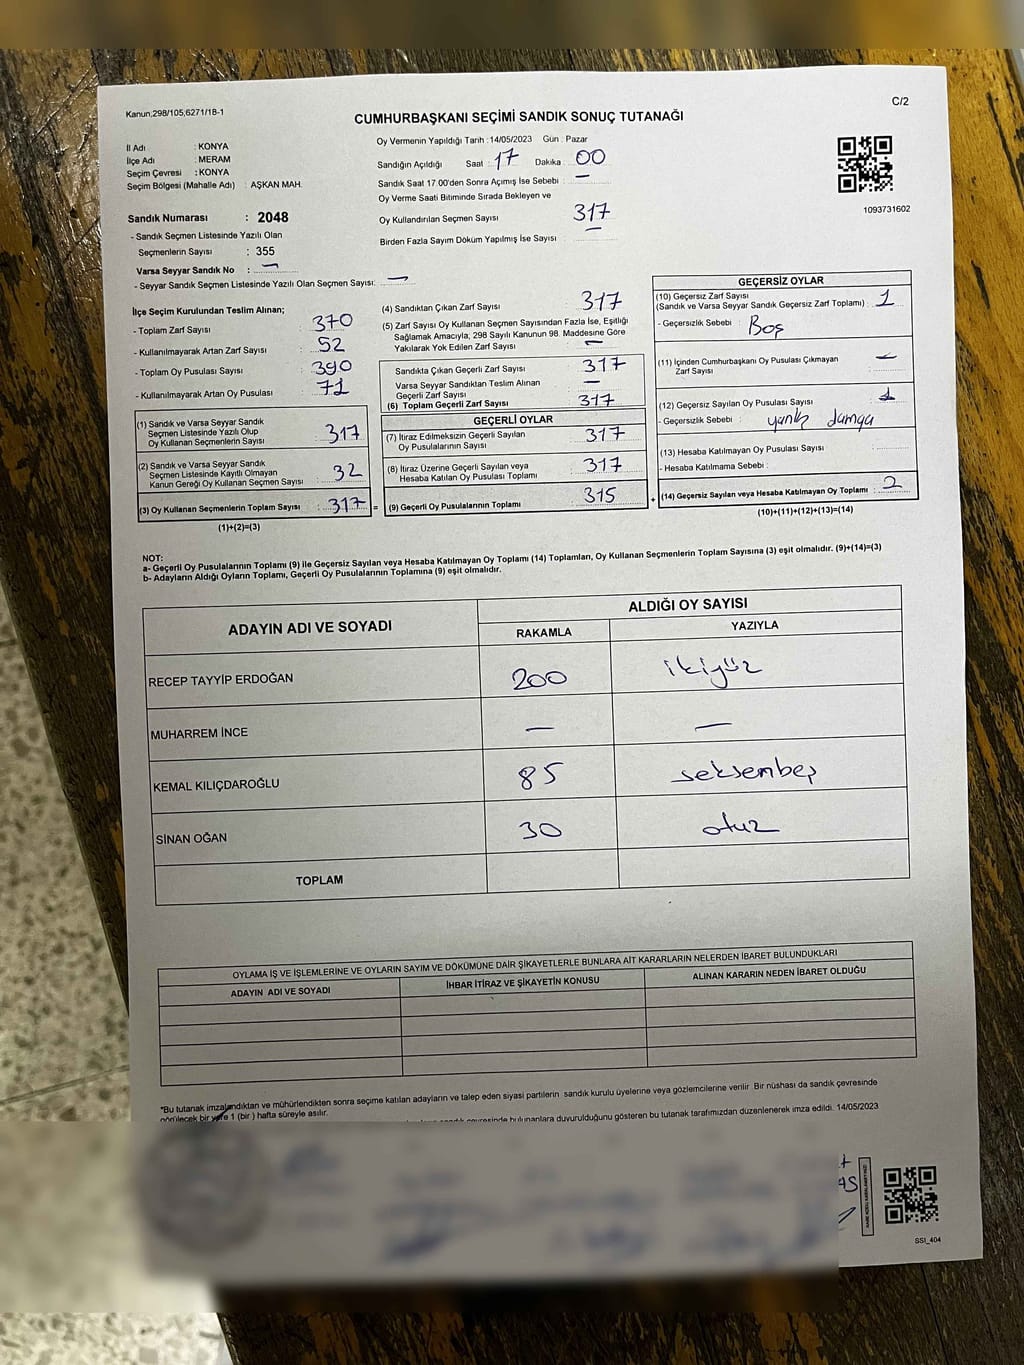 Kanun;298/105;6271/18-1
C/2
CUMHURBAŞKANI SEÇİMİ SANDIK SONUÇ TUTANAĞI
İl Adı : KONYA
İlçe Adı : MERAM
Seçim Çevresi : KONYA
Seçim Bölgesi (Mahalle Adı) : AŞKAN MAH.
Sandık Numarası : 2048
- Sandık Seçmen Listesinde Yazılı Olan
Seçmenlerin Sayısı : 355
Varsa Seyyar Sandık No : —
- Seyyar Sandık Seçmen Listesinde Yazılı Olan Seçmen Sayısı: —
Oy Vermenin Yapıldığı Tarih : 14/05/2023 Gün : Pazar
Sandığın Açıldığı Saat : 17 Dakika : 00
Sandık Saat 17.00'den Sonra Açımış İse Sebebi : —
Oy Verme Saati Bitiminde Sırada Bekleyen ve
Oy Kullandırılan Seçmen Sayısı 317
Birden Fazla Sayım Döküm Yapılmış İse Sayısı : —
1093731602
İlçe Seçim Kurulundan Teslim Alınan;
- Toplam Zarf Sayısı : 370
- Kullanılmayarak Artan Zarf Sayısı : 52
- Toplam Oy Pusulası Sayısı : 390
- Kullanılmayarak Artan Oy Pusulası : 71
(1) Sandık ve Varsa Seyyar Sandık
Seçmen Listesinde Yazılı Olup
Oy Kullanan Seçmenlerin Sayısı : 317
(2) Sandık ve Varsa Seyyar Sandık
Seçmen Listesinde Kayıtlı Olmayan
Kanun Gereği Oy Kullanan Seçmen Sayısı : 32
(3) Oy Kullanan Seçmenlerin Toplam Sayısı : 317 =
(1)+(2)=(3)
(4) Sandıktan Çıkan Zarf Sayısı : 317
(5) Zarf Sayısı Oy Kullanan Seçmen Sayısından Fazla İse, Eşitliği
Sağlamak Amacıyla, 298 Sayılı Kanunun 98. Maddesine Göre
Yakılarak Yok Edilen Zarf Sayısı : —
Sandıkta Çıkan Geçerli Zarf Sayısı : 317
Varsa Seyyar Sandıktan Teslim Alınan
Geçerli Zarf Sayısı : —
(6) Toplam Geçerli Zarf Sayısı : 317
GEÇERLİ OYLAR
(7) İtiraz Edilmeksizin Geçerli Sayılan
Oy Pusulalarının Sayısı : 317
(8) İtiraz Üzerine Geçerli Sayılan veya
Hesaba Katılan Oy Pusulası Toplamı : 317
(9) Geçerli Oy Pusulalarının Toplamı : 315 +
GEÇERSİZ OYLAR
(10) Geçersiz Zarf Sayısı
(Sandık ve Varsa Seyyar Sandık Geçersiz Zarf Toplamı) : 1
- Geçersizlik Sebebi : Boş
(11) İçinden Cumhurbaşkanı Oy Pusulası Çıkmayan
Zarf Sayısı : —
(12) Geçersiz Sayılan Oy Pusulası Sayısı : 1
- Geçersizlik Sebebi : yanlış damga
(13) Hesaba Katılmayan Oy Pusulası Sayısı :
- Hesaba Katılmama Sebebi :
(14) Geçersiz Sayılan veya Hesaba Katılmayan Oy Toplamı : 2
(10)+(11)+(12)+(13)=(14)
NOT:
a- Geçerli Oy Pusulalarının Toplamı (9) ile Geçersiz Sayılan veya Hesaba Katılmayan Oy Toplamı (14) Toplamları, Oy Kullanan Seçmenlerin Toplam Sayısına (3) eşit olmalıdır. (9)+(14)=(3)
b- Adayların Aldığı Oyların Toplamı, Geçerli Oy Pusulalarının Toplamına (9) eşit olmalıdır.
ADAYIN ADI VE SOYADI
ALDIĞI OY SAYISI
RAKAMLA YAZIYLA
RECEP TAYYİP ERDOĞAN 200 ikiyüz
MUHARREM İNCE — —
KEMAL KILIÇDAROĞLU 85 seksenbeş
SİNAN OĞAN 30 otuz
TOPLAM
OYLAMA İŞ VE İŞLEMLERİNE VE OYLARIN SAYIM VE DÖKÜMÜNE DAİR ŞİKAYETLERLE BUNLARA AİT KARARLARIN NELERDEN İBARET BULUNDUKLARI
ADAYIN ADI VE SOYADI İHBAR İTİRAZ VE ŞİKAYETİN KONUSU ALINAN KARARIN NEDEN İBARET OLDUĞU
*Bu tutanak imzalandıktan ve mühürlendikten sonra seçime katılan adayların ve talep eden siyasi partilerin sandık kurulu üyelerine veya gözlemcilerine verilir. Bir nüshası da sandık çevresinde
görülecek bir yere 1 (bir) hafta süreyle asılır.
sandık çevresinde bulunanlara duyurulduğunu gösteren bu tutanak tarafımızdan düzenlenerek imza edildi. 14/05/2023
SSI_404